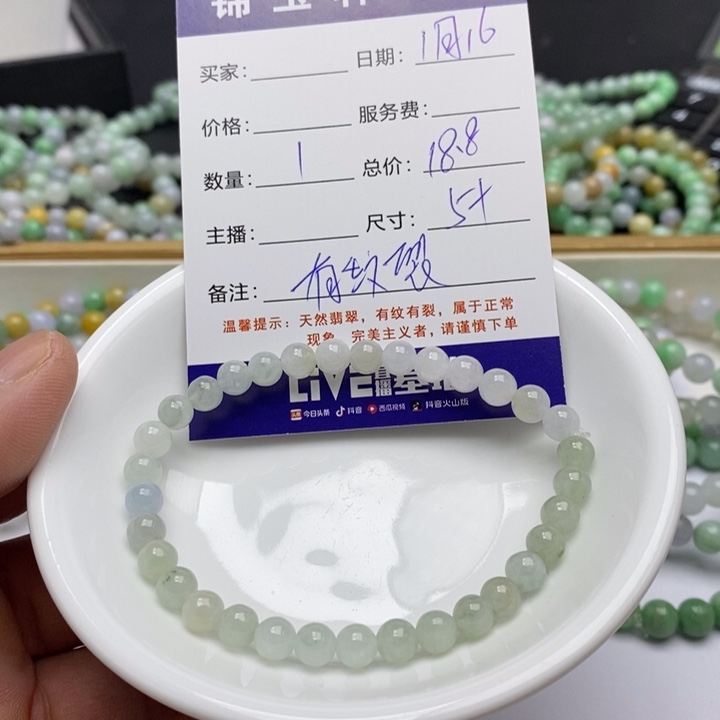 买家： 日期：1月16
价格： 服务费：
数量：1 总价：18.8
主播： 尺寸：5+
备注：有纹裂
温馨提示：天然翡翠，有纹有裂，属于正常
现象，完美主义者，请谨慎下单
LIVE
今日头条 抖音 西瓜视频 抖音火山版